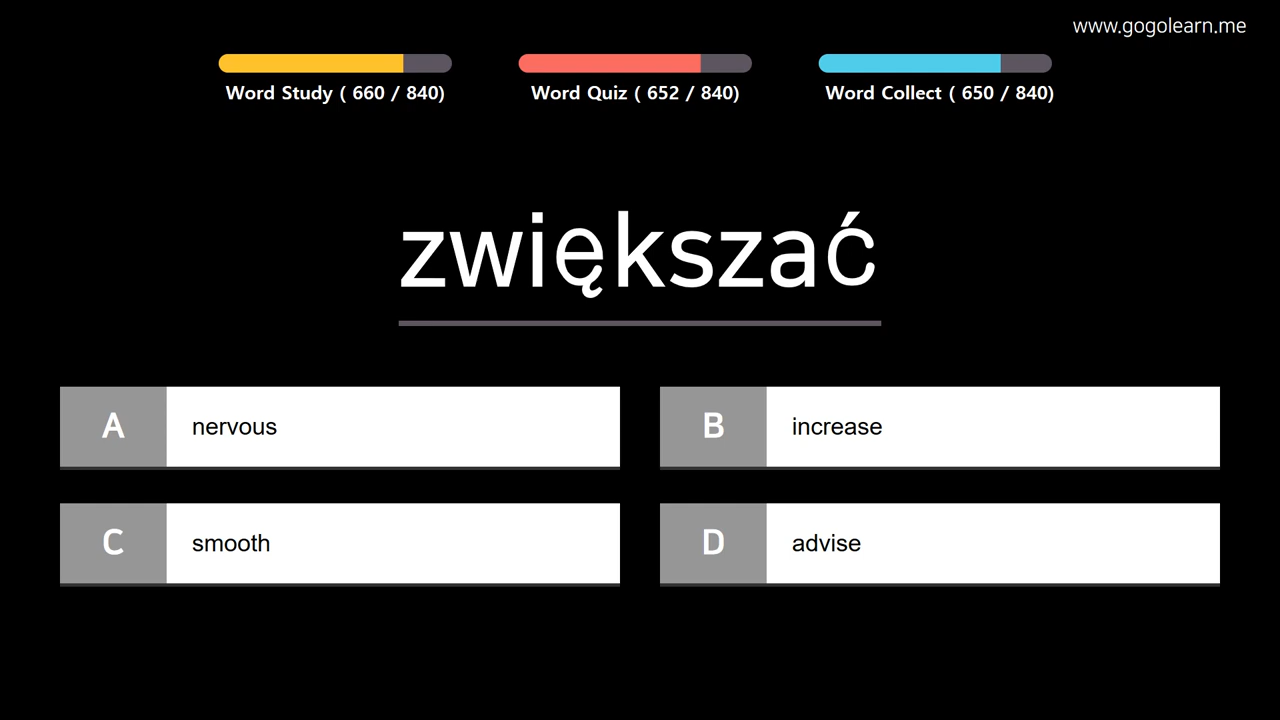 www.gogolearn.me
Word Study ( 660 / 840)
Word Quiz ( 652 / 840)
Word Collect ( 650 / 840)
zwiększać
A nervous
B increase
C smooth
D advise